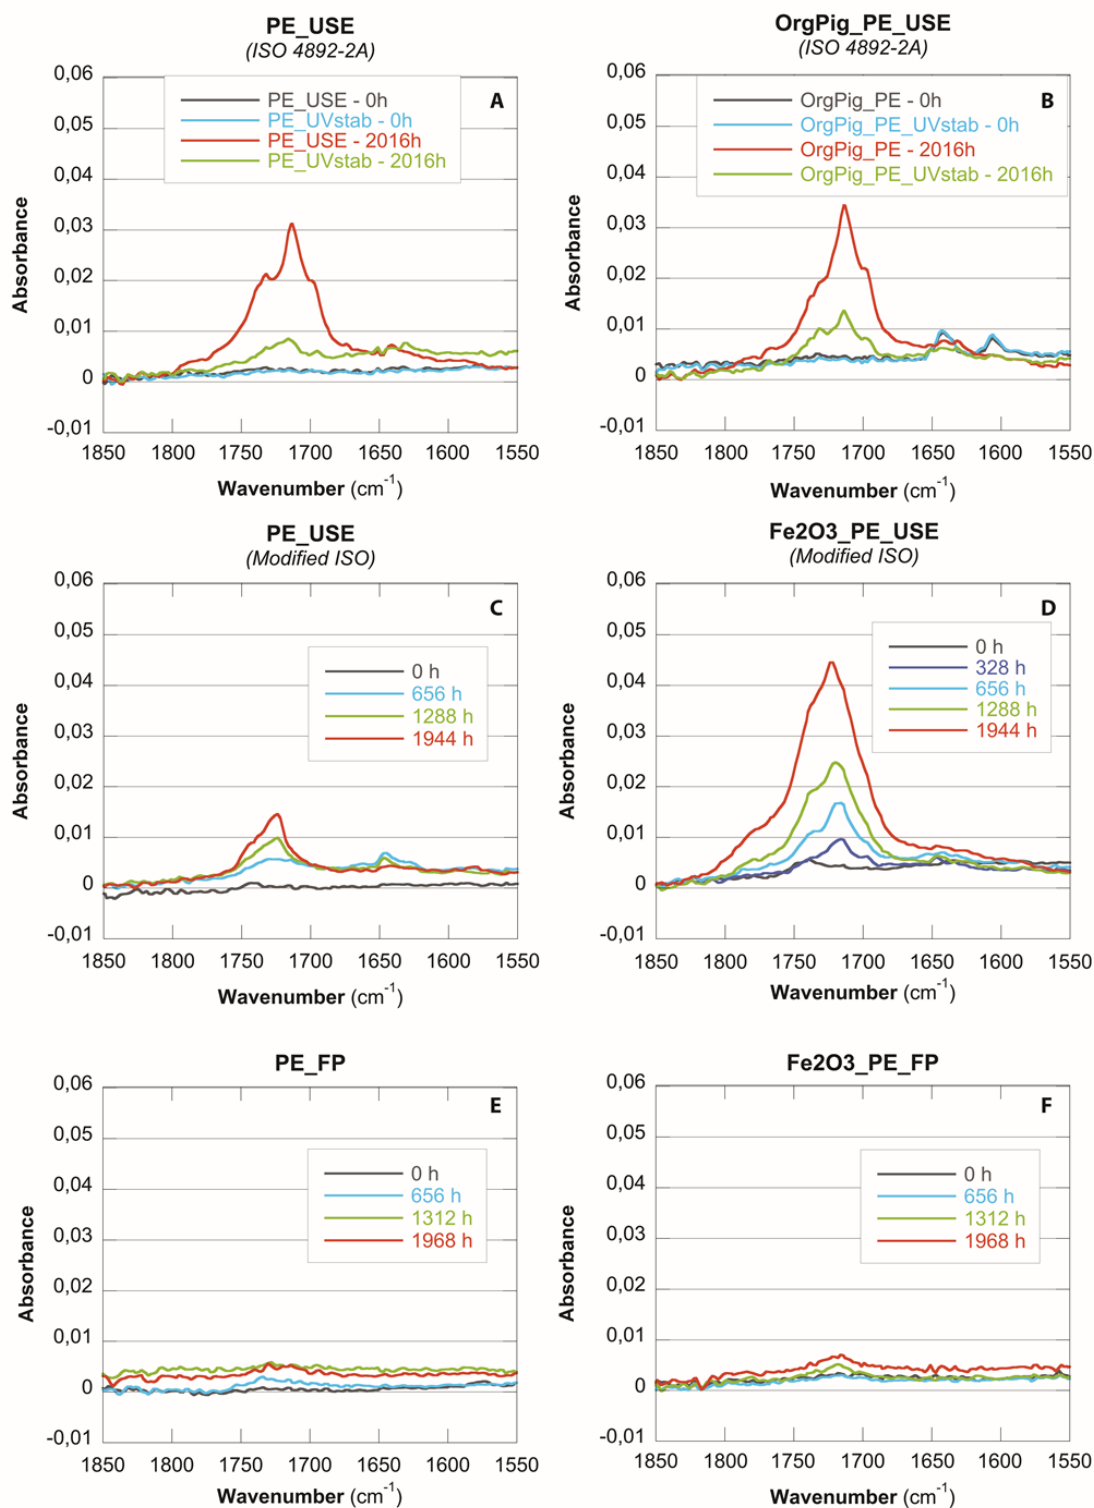 PE_USE
(ISO 4892-2A)
0,06
0,05
0,04
0,03
0,02
0,01
0
-0,01
Absorbance
PE_USE - 0h
PE_UVstab - 0h
PE_USE - 2016h
PE_UVstab - 2016h
A
1850 1800 1750 1700 1650 1600 1550
Wavenumber (cm⁻¹)
OrgPig_PE_USE
(ISO 4892-2A)
0,06
0,05
0,04
0,03
0,02
0,01
0
-0,01
Absorbance
OrgPig_PE - 0h
OrgPig_PE_UVstab - 0h
OrgPig_PE - 2016h
OrgPig_PE_UVstab - 2016h
B
1850 1800 1750 1700 1650 1600 1550
Wavenumber (cm⁻¹)
PE_USE
(Modified ISO)
0,06
0,05
0,04
0,03
0,02
0,01
0
-0,01
Absorbance
C
0 h
656 h
1288 h
1944 h
1850 1800 1750 1700 1650 1600 1550
Wavenumber (cm⁻¹)
Fe2O3_PE_USE
(Modified ISO)
0,06
0,05
0,04
0,03
0,02
0,01
0
-0,01
Absorbance
D
0 h
328 h
656 h
1288 h
1944 h
1850 1800 1750 1700 1650 1600 1550
Wavenumber (cm⁻¹)
PE_FP
0,06
0,05
0,04
0,03
0,02
0,01
0
-0,01
Absorbance
E
0 h
656 h
1312 h
1968 h
1850 1800 1750 1700 1650 1600 1550
Wavenumber (cm⁻¹)
Fe2O3_PE_FP
0,06
0,05
0,04
0,03
0,02
0,01
0
-0,01
Absorbance
F
0 h
656 h
1312 h
1968 h
1850 1800 1750 1700 1650 1600 1550
Wavenumber (cm⁻¹)